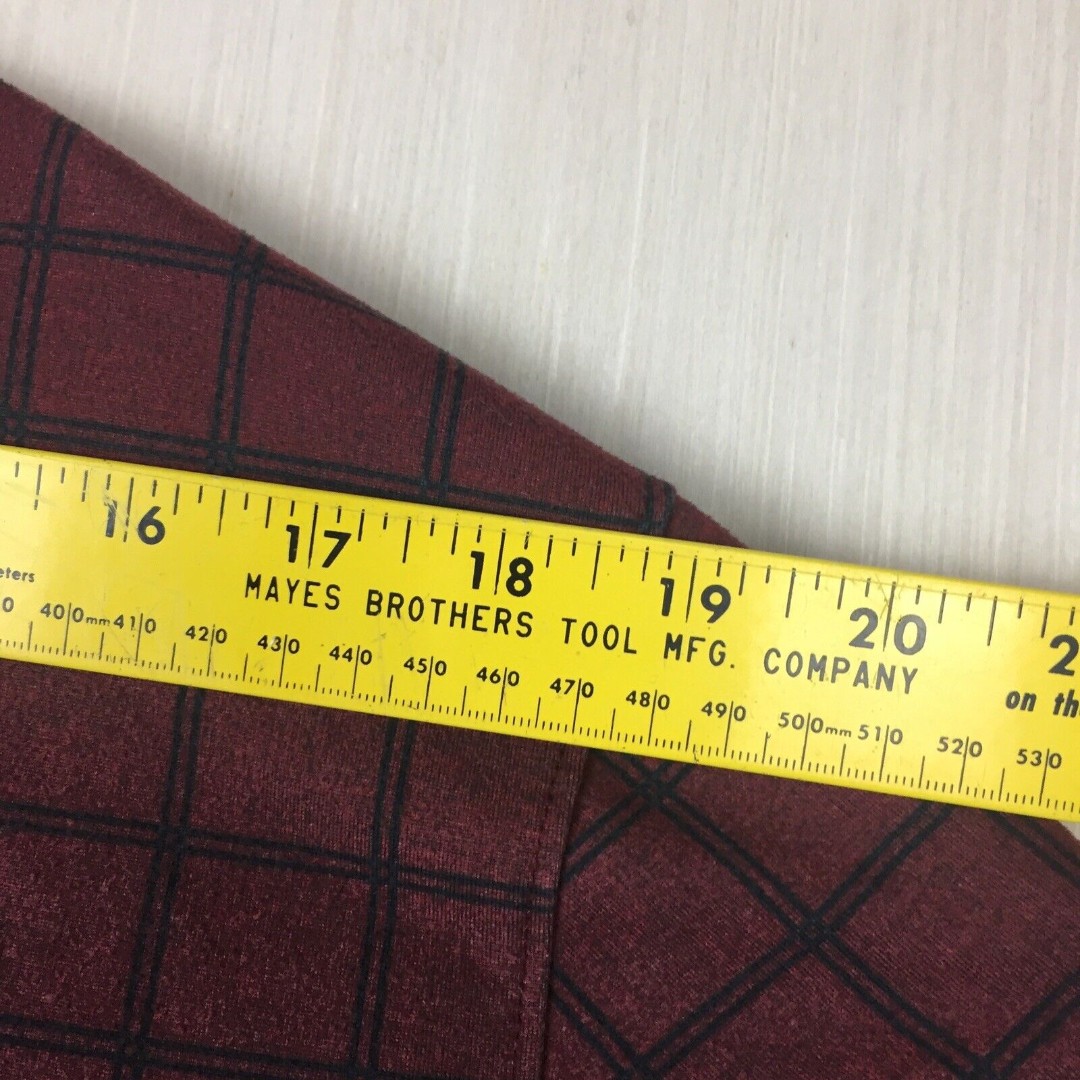 16 17 18 19 20 2
MAYES BROTHERS TOOL MFG. COMPANY
on th
eters
0 400mm 410 420 430 440 450 460 470 480 490 500mm 510 520 530